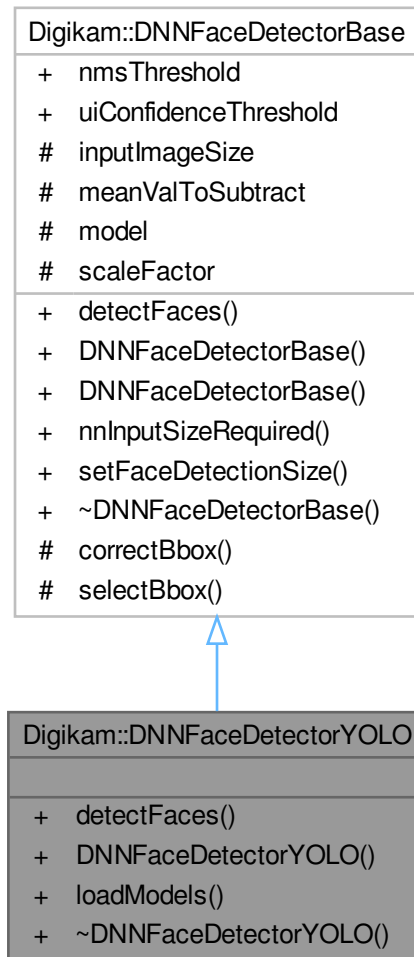 Digikam::DNNFaceDetectorBase
+ nmsThreshold
+ uiConfidenceThreshold
# inputImageSize
# meanValToSubtract
# model
# scaleFactor
+ detectFaces()
+ DNNFaceDetectorBase()
+ DNNFaceDetectorBase()
+ nnInputSizeRequired()
+ setFaceDetectionSize()
+ ~DNNFaceDetectorBase()
# correctBbox()
# selectBbox()
Digikam::DNNFaceDetectorYOLO
+ detectFaces()
+ DNNFaceDetectorYOLO()
+ loadModels()
+ ~DNNFaceDetectorYOLO()